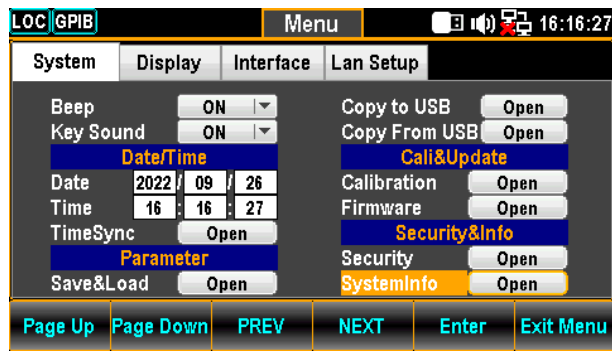 LOC GPIB Menu 16:16:27
System Display Interface Lan Setup
Beep ON
Key Sound ON
Date/Time
Date 2022 / 09 / 26
Time 16 : 16 : 27
TimeSync Open
Parameter
Save&Load Open
Copy to USB Open
Copy From USB Open
Cali&Update
Calibration Open
Firmware Open
Security&Info
Security Open
SystemInfo Open
Page Up Page Down PREV NEXT Enter Exit Menu